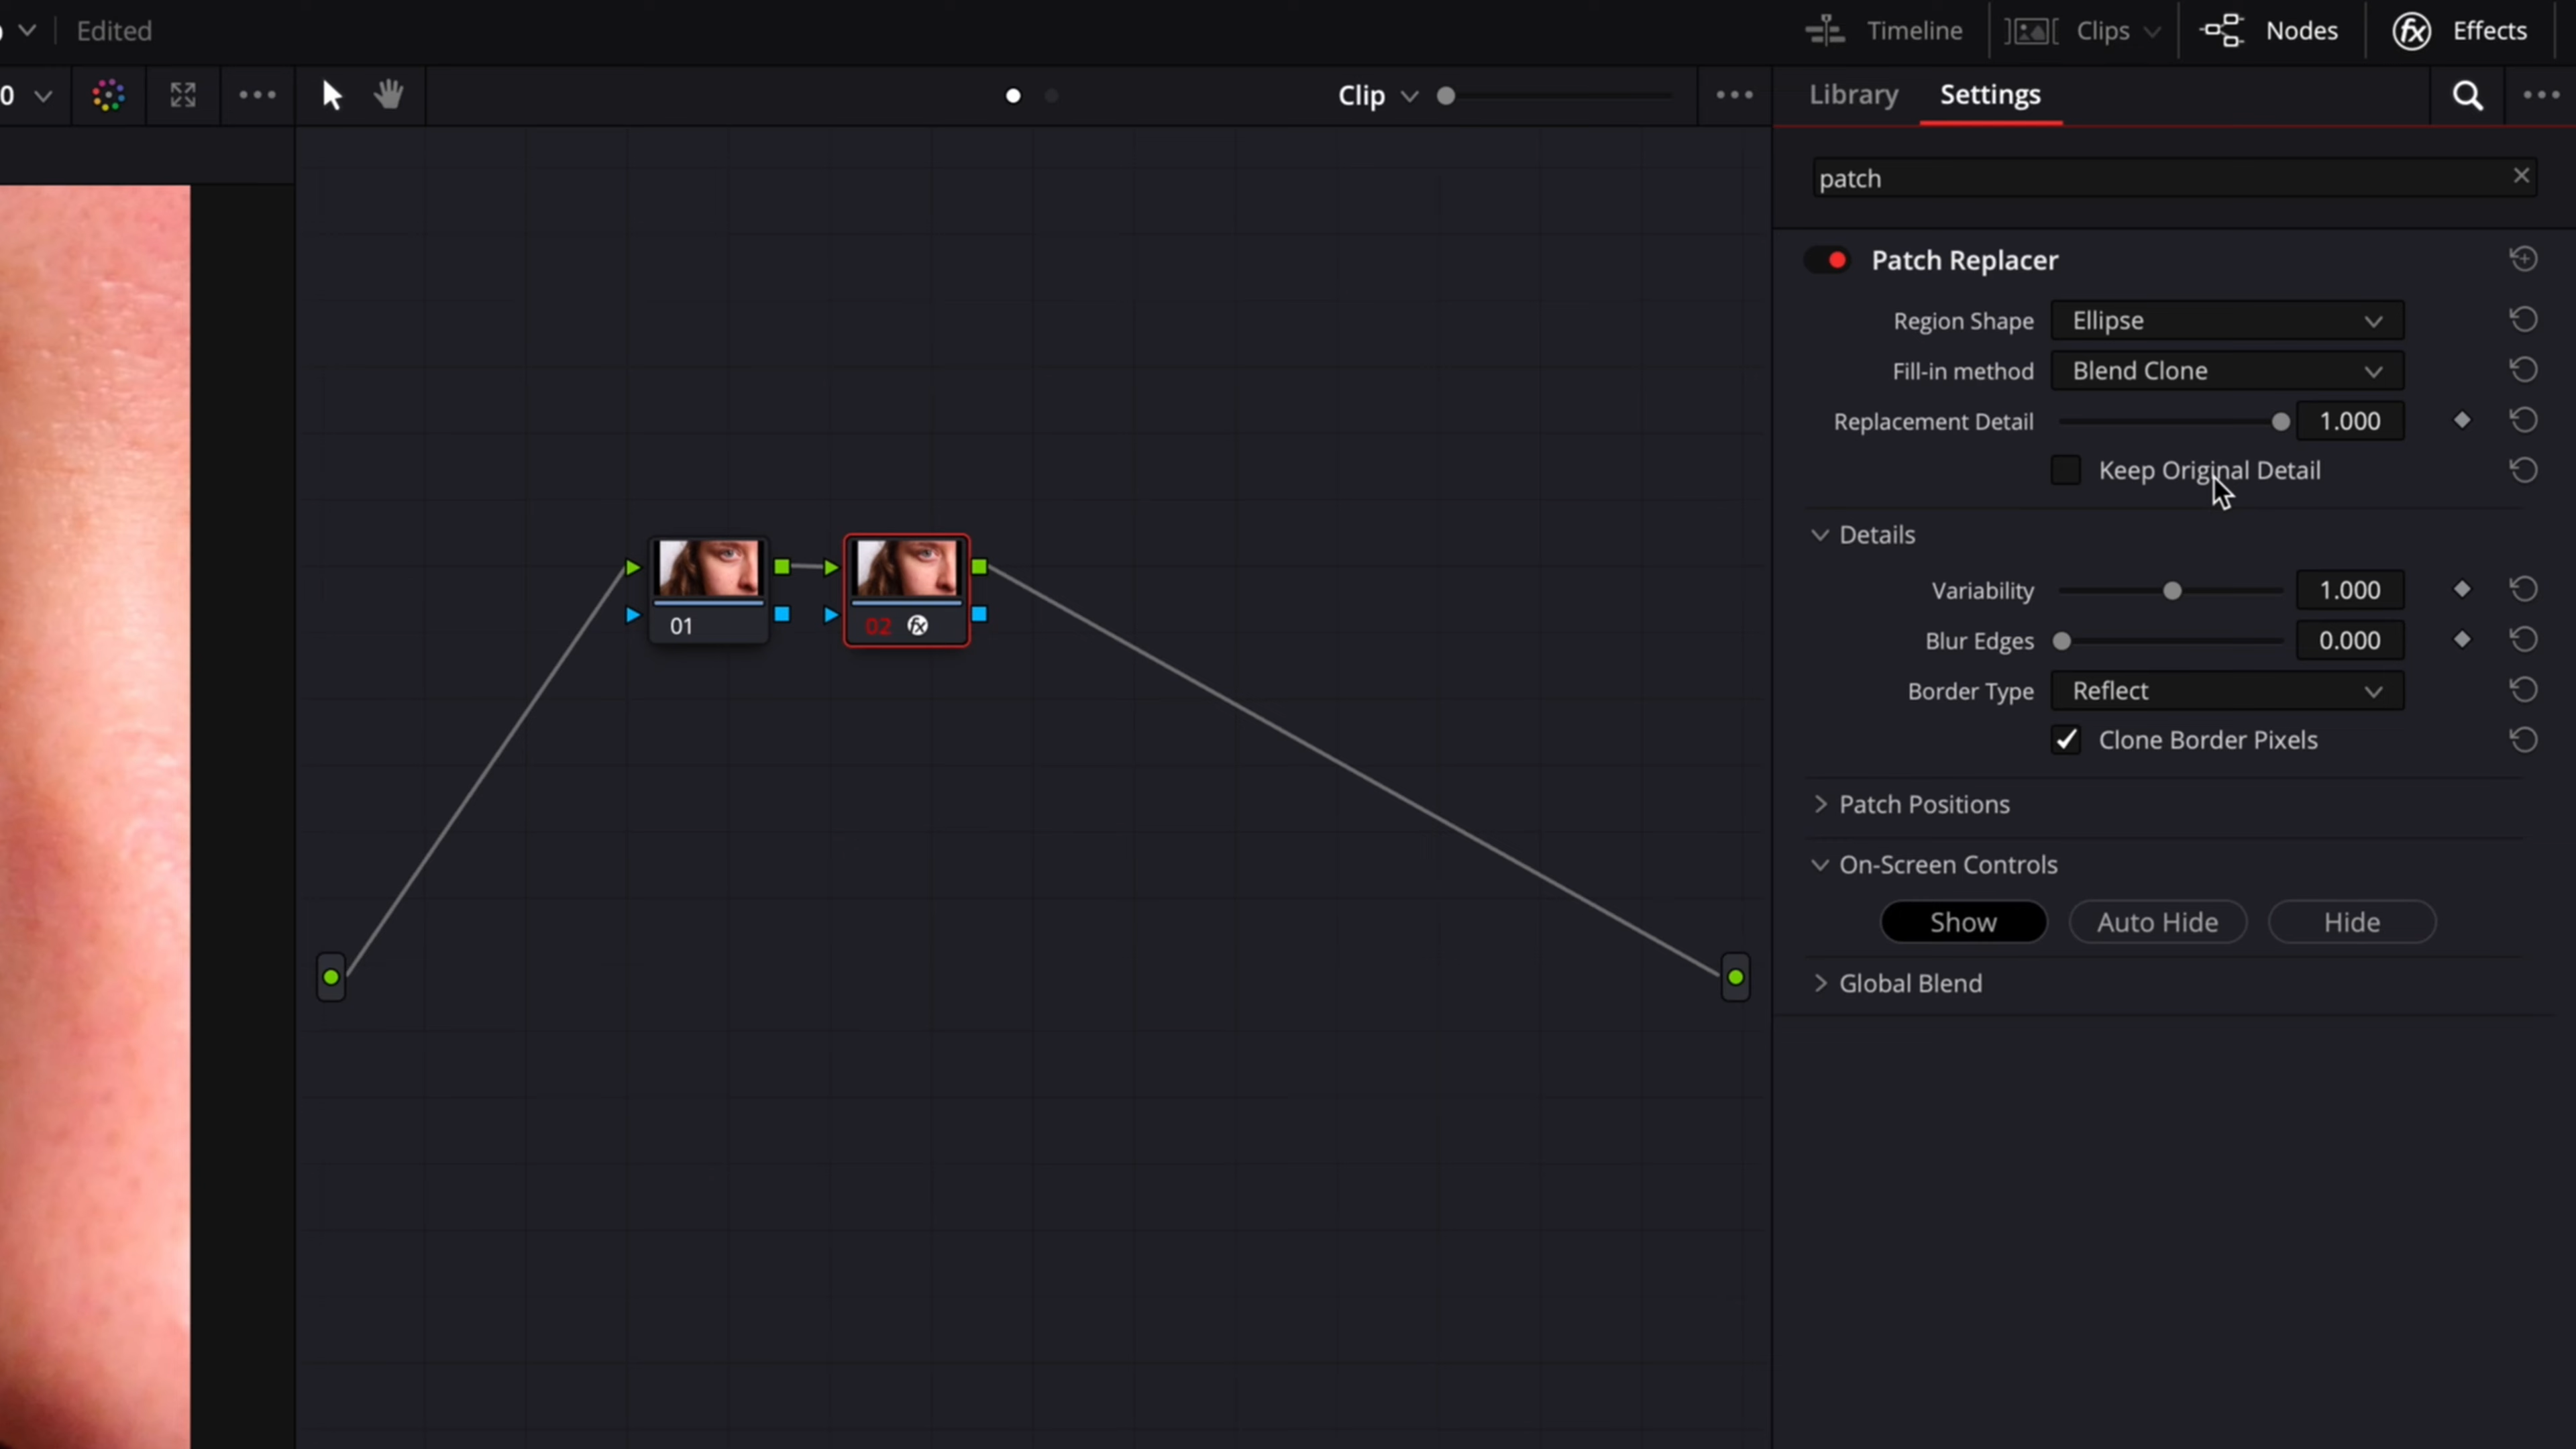 Edited
Timeline
Clips
Nodes
Effects
0
Clip
Library
Settings
patch
Patch Replacer
Region Shape
Ellipse
Fill-in method
Blend Clone
Replacement Detail
1.000
Keep Original Detail
Details
Variability
1.000
Blur Edges
0.000
Border Type
Reflect
Clone Border Pixels
Patch Positions
On-Screen Controls
Show
Auto Hide
Hide
Global Blend
01
02